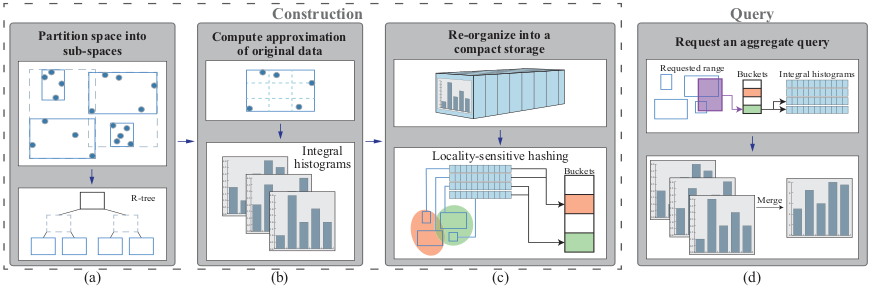 Construction
Query
Partition space into
sub-spaces
R-tree
(a)
Compute approximation
of original data
Integral
histograms
(b)
Re-organize into a
compact storage
Locality-sensitive hashing
Buckets
(c)
Request an aggregate query
Requested range
Buckets
Integral histograms
Merge
(d)